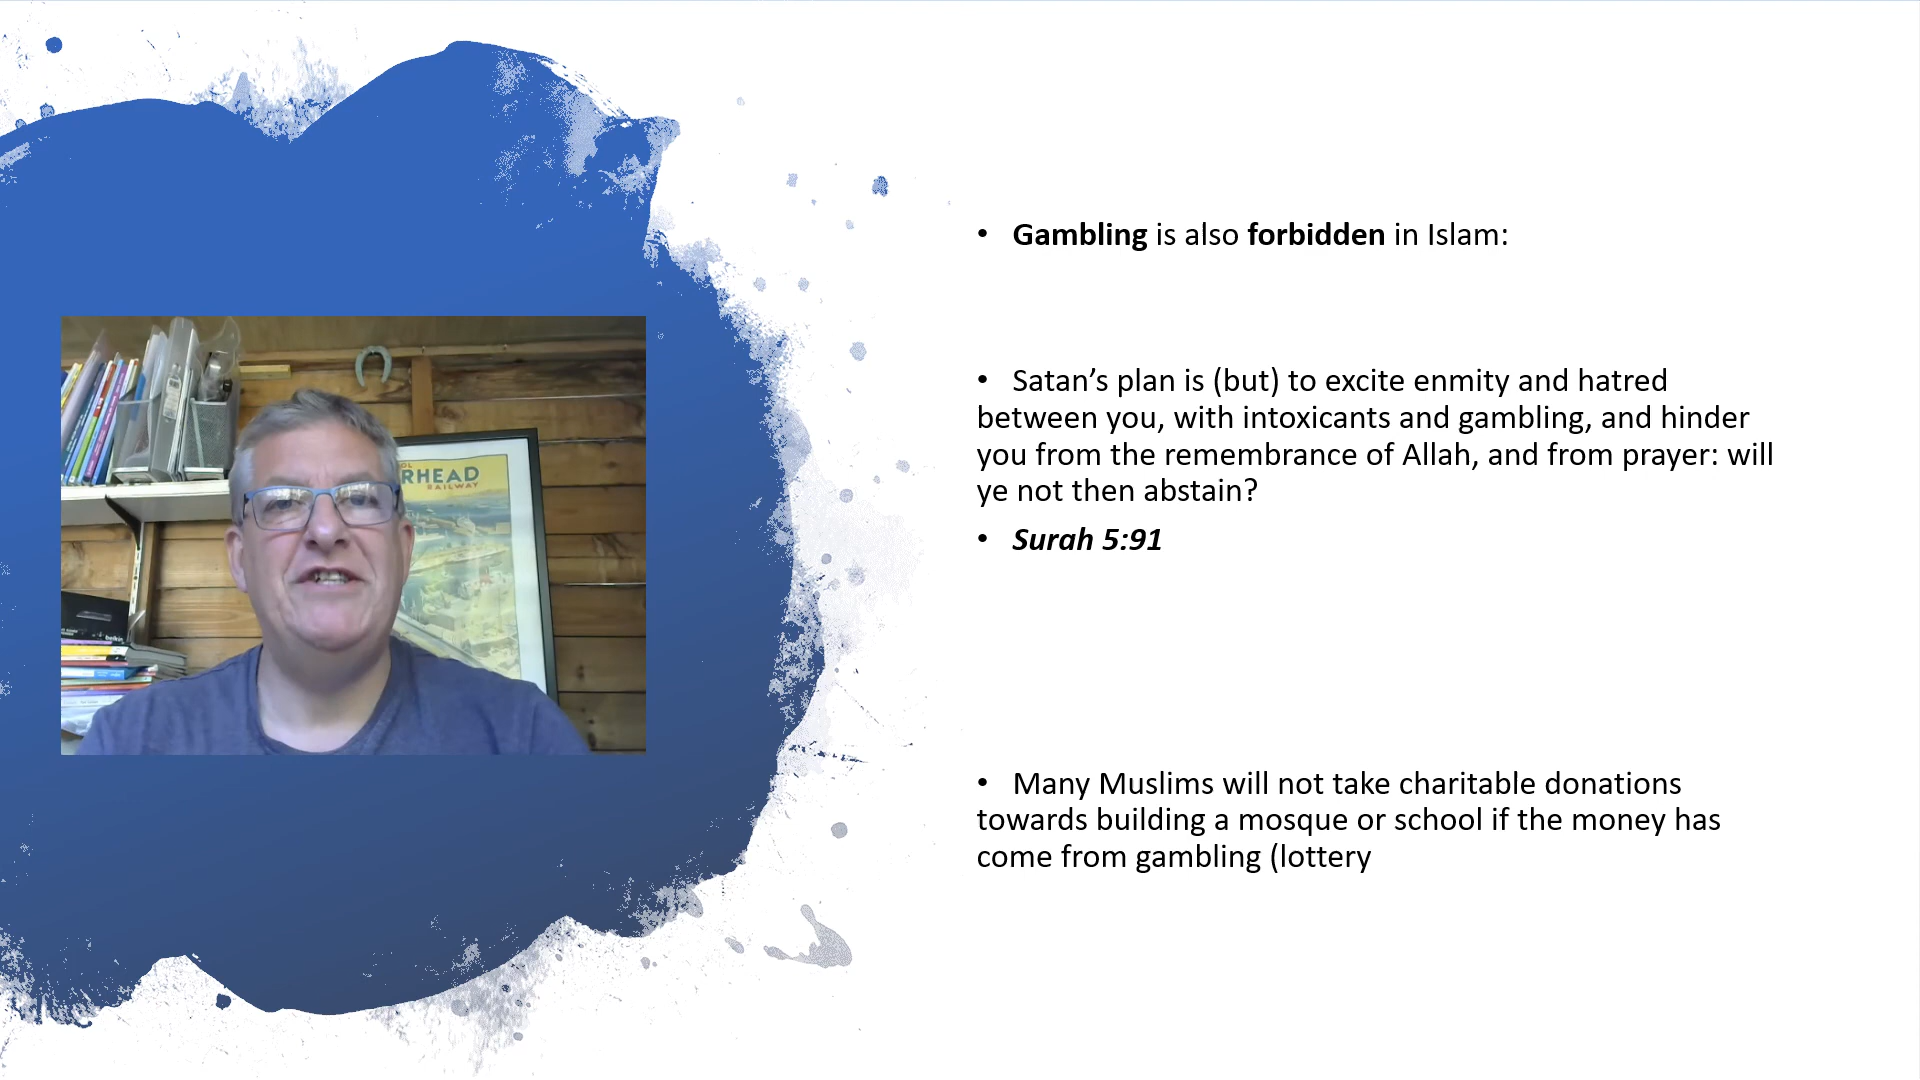 • Gambling is also forbidden in Islam:
• Satan’s plan is (but) to excite enmity and hatred
between you, with intoxicants and gambling, and hinder
you from the remembrance of Allah, and from prayer: will
ye not then abstain?
• Surah 5:91
• Many Muslims will not take charitable donations
towards building a mosque or school if the money has
come from gambling (lottery
OL
RHEAD
RAILWAY
belkin